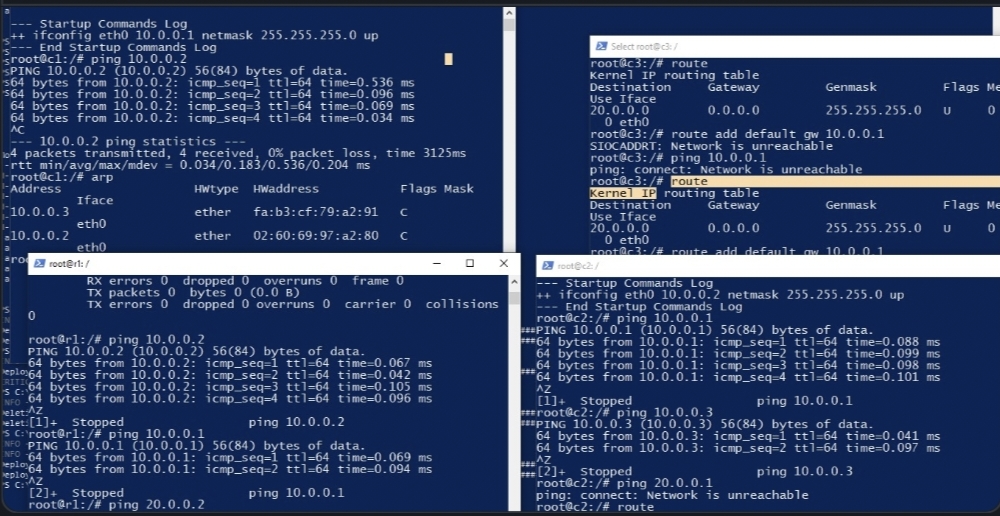 --- Startup Commands Log
++ ifconfig eth0 10.0.0.1 netmask 255.255.255.0 up
--- End Startup Commands Log
root@c1:/# ping 10.0.0.2
PING 10.0.0.2 (10.0.0.2) 56(84) bytes of data.
64 bytes from 10.0.0.2: icmp_seq=1 ttl=64 time=0.536 ms
64 bytes from 10.0.0.2: icmp_seq=2 ttl=64 time=0.096 ms
64 bytes from 10.0.0.2: icmp_seq=3 ttl=64 time=0.069 ms
64 bytes from 10.0.0.2: icmp_seq=4 ttl=64 time=0.034 ms
^C
--- 10.0.0.2 ping statistics ---
4 packets transmitted, 4 received, 0% packet loss, time 3125ms
rtt min/avg/max/mdev = 0.034/0.183/0.536/0.204 ms
root@c1:/# arp
Address HWtype HWaddress Flags Mask
Iface
10.0.0.3 ether fa:b3:cf:79:a2:91 C
eth0
10.0.0.2 ether 02:60:69:97:a2:80 C
eth0
Select root@c3: /
root@c3:/# route
Kernel IP routing table
Destination Gateway Genmask Flags Me
Use Iface
20.0.0.0 0.0.0.0 255.255.255.0 U 0
0 eth0
root@c3:/# route add default gw 10.0.0.1
SIOCADDRT: Network is unreachable
root@c3:/# ping 10.0.0.1
ping: connect: Network is unreachable
root@c3:/# route
Kernel IP routing table
Destination Gateway Genmask Flags Me
Use Iface
20.0.0.0 0.0.0.0 255.255.255.0 U 0
0 eth0
root@c3:/# route add default gw 10.0.0.1
root@r1: /
RX errors 0 dropped 0 overruns 0 frame 0
TX packets 0 bytes 0 (0.0 B)
TX errors 0 dropped 0 overruns 0 carrier 0 collisions
0
root@r1:/# ping 10.0.0.2
PING 10.0.0.2 (10.0.0.2) 56(84) bytes of data.
64 bytes from 10.0.0.2: icmp_seq=1 ttl=64 time=0.067 ms
64 bytes from 10.0.0.2: icmp_seq=2 ttl=64 time=0.042 ms
64 bytes from 10.0.0.2: icmp_seq=3 ttl=64 time=0.105 ms
64 bytes from 10.0.0.2: icmp_seq=4 ttl=64 time=0.096 ms
^Z
[1]+ Stopped ping 10.0.0.2
root@r1:/# ping 10.0.0.1
PING 10.0.0.1 (10.0.0.1) 56(84) bytes of data.
64 bytes from 10.0.0.1: icmp_seq=1 ttl=64 time=0.069 ms
64 bytes from 10.0.0.1: icmp_seq=2 ttl=64 time=0.094 ms
^Z
[2]+ Stopped ping 10.0.0.1
root@r1:/# ping 20.0.0.2
root@c2: /
--- Startup Commands Log
++ ifconfig eth0 10.0.0.2 netmask 255.255.255.0 up
--- End Startup Commands Log
root@c2:/# ping 10.0.0.1
PING 10.0.0.1 (10.0.0.1) 56(84) bytes of data.
64 bytes from 10.0.0.1: icmp_seq=1 ttl=64 time=0.088 ms
64 bytes from 10.0.0.1: icmp_seq=2 ttl=64 time=0.099 ms
64 bytes from 10.0.0.1: icmp_seq=3 ttl=64 time=0.098 ms
64 bytes from 10.0.0.1: icmp_seq=4 ttl=64 time=0.101 ms
^Z
[1]+ Stopped ping 10.0.0.1
root@c2:/# ping 10.0.0.3
PING 10.0.0.3 (10.0.0.3) 56(84) bytes of data.
64 bytes from 10.0.0.3: icmp_seq=1 ttl=64 time=0.041 ms
64 bytes from 10.0.0.3: icmp_seq=2 ttl=64 time=0.097 ms
^Z
[2]+ Stopped ping 10.0.0.3
root@c2:/# ping 20.0.0.1
ping: connect: Network is unreachable
root@c2:/# route